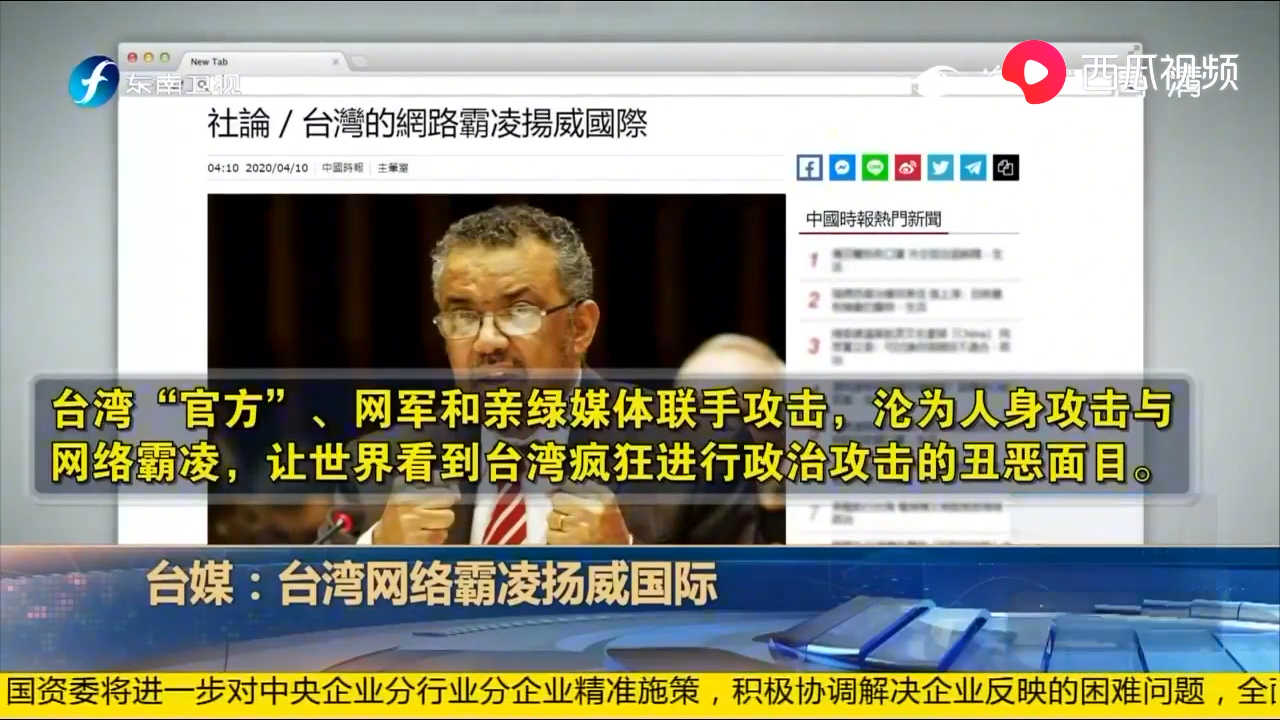 New Tab
东南卫视
西瓜视频
社論 / 台灣的網路霸凌揚威國際
04:10 2020/04/10 中國時報 主筆室
中國時報熱門新聞
1
2
3
台湾“官方”、网军和亲绿媒体联手攻击，沦为人身攻击与
网络霸凌，让世界看到台湾疯狂进行政治攻击的丑恶面目。
7
台媒：台湾网络霸凌扬威国际
国资委将进一步对中央企业分行业分企业精准施策，积极协调解决企业反映的困难问题，全